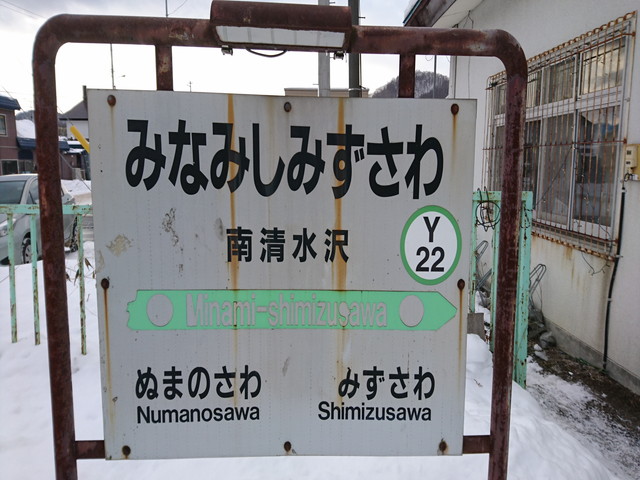 みなみしみずさわ
南清水沢
Y
22
Minami-shimizusawa
ぬまのさわ
Numanosawa
みずさわ
Shimizusawa